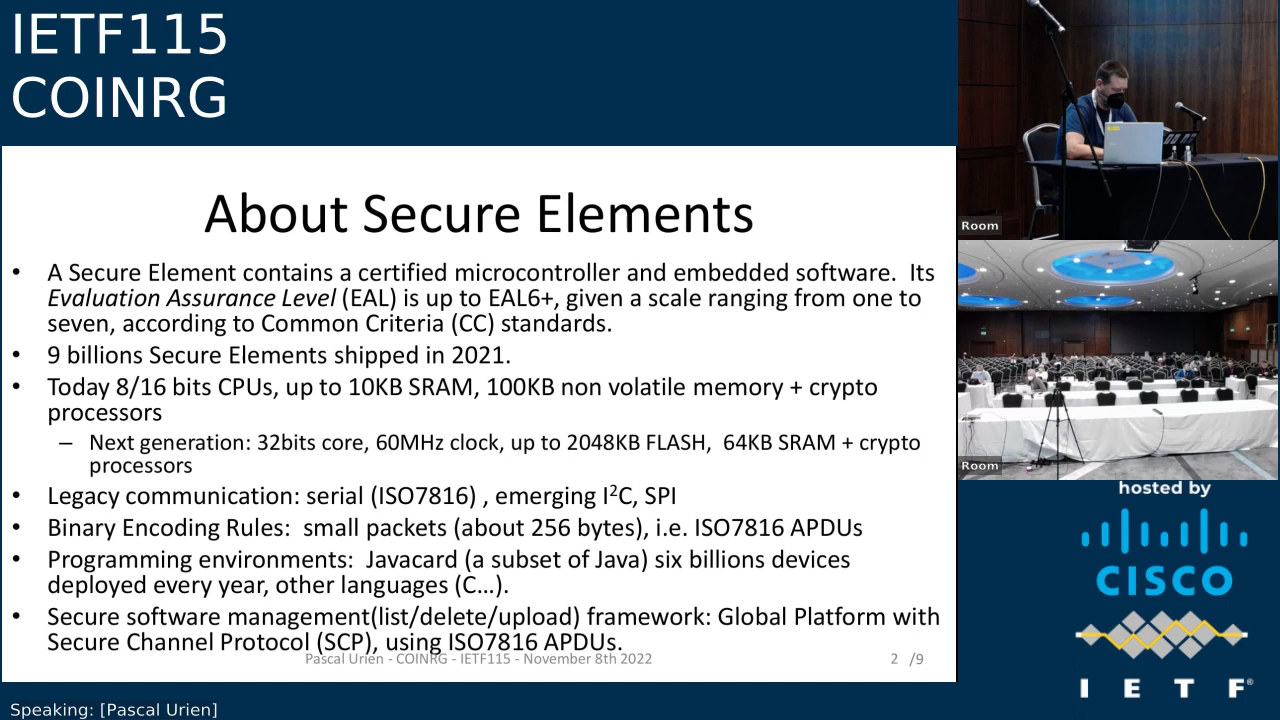 IETF115
COINRG
About Secure Elements
• A Secure Element contains a certified microcontroller and embedded software.  Its
Evaluation Assurance Level (EAL) is up to EAL6+, given a scale ranging from one to
seven, according to Common Criteria (CC) standards.
• 9 billions Secure Elements shipped in 2021.
• Today 8/16 bits CPUs, up to 10KB SRAM, 100KB non volatile memory + crypto
processors
– Next generation: 32bits core, 60MHz clock, up to 2048KB FLASH,  64KB SRAM + crypto
processors
• Legacy communication: serial (ISO7816) , emerging I²C, SPI
• Binary Encoding Rules:  small packets (about 256 bytes), i.e. ISO7816 APDUs
• Programming environments:  Javacard (a subset of Java) six billions devices
deployed every year, other languages (C…).
• Secure software management(list/delete/upload) framework: Global Platform with
Secure Channel Protocol (SCP), using ISO7816 APDUs.
Pascal Urien - COINRG - IETF115 - November 8th 2022
2 /9
Speaking: [Pascal Urien]
Room
Room
hosted by
CISCO
I E T F®